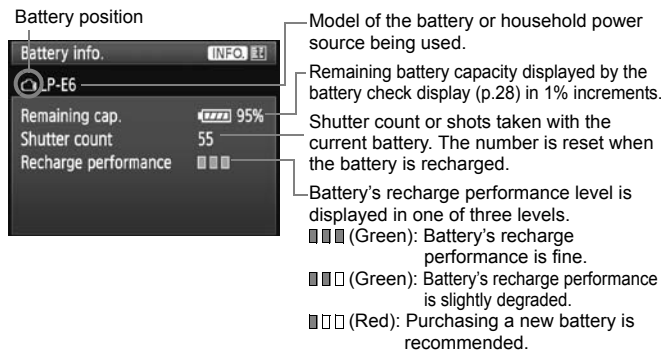 Battery position
Battery info.
INFO.
LP-E6
Remaining cap. 95%
Shutter count 55
Recharge performance
Model of the battery or household power
source being used.
Remaining battery capacity displayed by the
battery check display (p.28) in 1% increments.
Shutter count or shots taken with the
current battery. The number is reset when
the battery is recharged.
Battery's recharge performance level is
displayed in one of three levels.
(Green): Battery's recharge
performance is fine.
(Green): Battery's recharge performance
is slightly degraded.
(Red): Purchasing a new battery is
recommended.